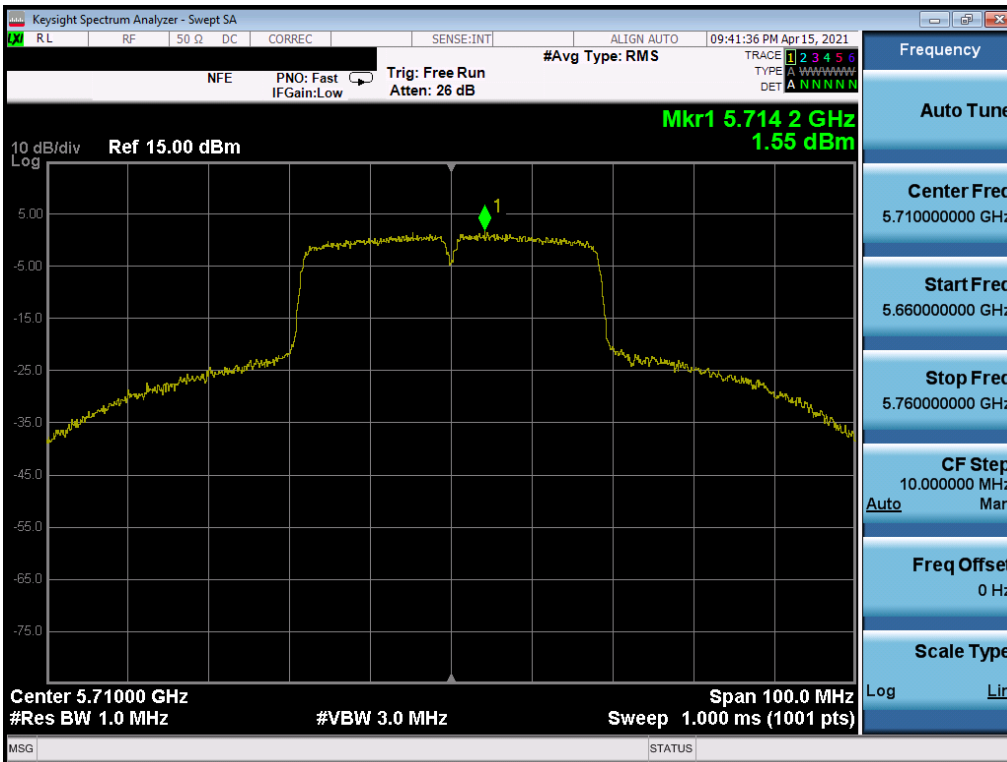 Keysight Spectrum Analyzer - Swept SA
LXI RL RF 50 Ω DC CORREC SENSE:INT ALIGN AUTO 09:41:36 PM Apr 15, 2021
NFE PNO: Fast IFGain:Low Trig: Free Run Atten: 26 dB #Avg Type: RMS
TRACE 1 2 3 4 5 6
TYPE A WWWWW
DET A N N N N N
Mkr1 5.714 2 GHz
1.55 dBm
10 dB/div Ref 15.00 dBm
Log
1
5.00
-5.00
-15.0
-25.0
-35.0
-45.0
-55.0
-65.0
-75.0
Center 5.71000 GHz Span 100.0 MHz
#Res BW 1.0 MHz #VBW 3.0 MHz Sweep 1.000 ms (1001 pts)
MSG STATUS
Frequency
Auto Tune
Center Freq
5.710000000 GHz
Start Freq
5.660000000 GHz
Stop Freq
5.760000000 GHz
CF Step
10.000000 MHz
Auto Man
Freq Offset
0 Hz
Scale Type
Log Lin